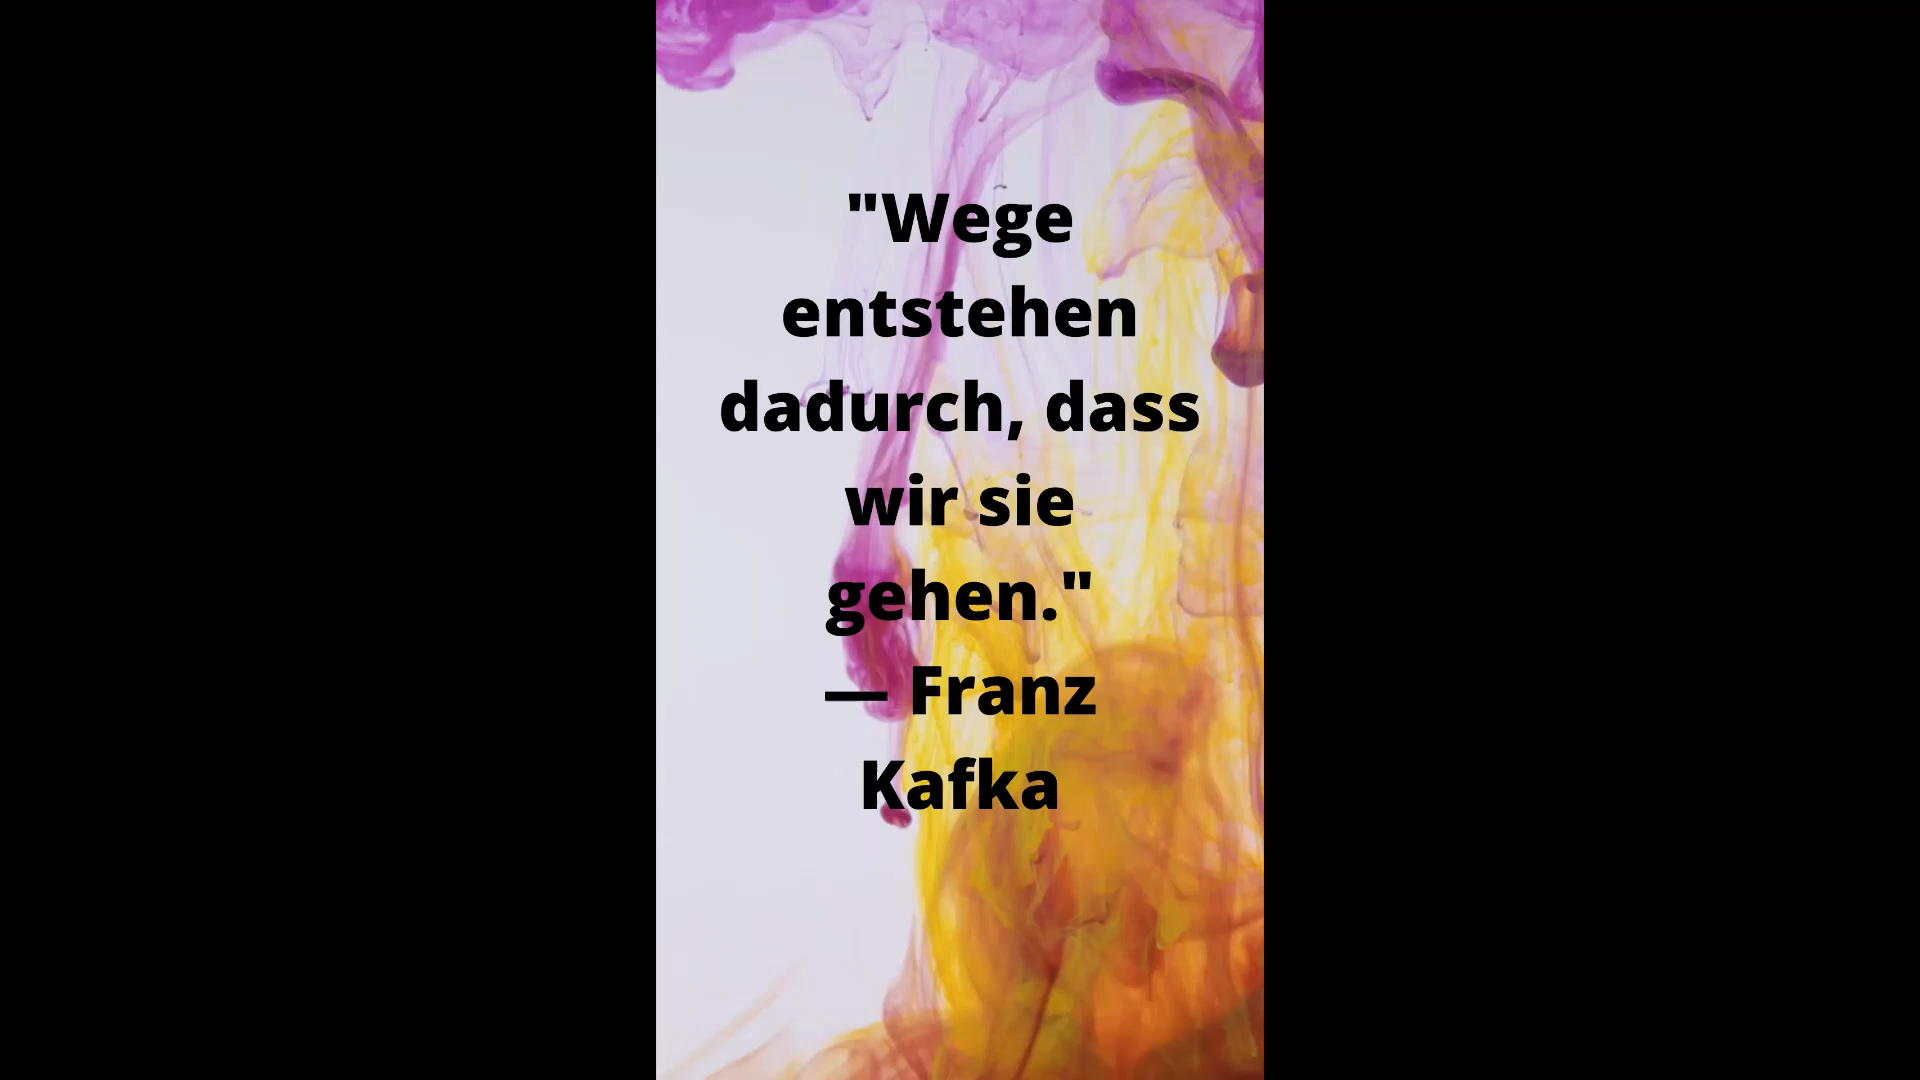 "Wege
entstehen
dadurch, dass
wir sie
gehen."
— Franz
Kafka